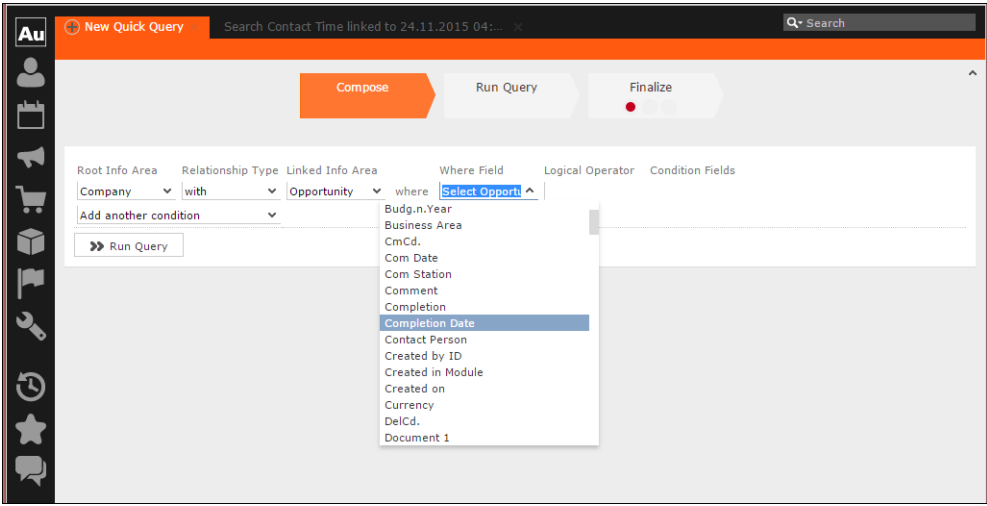 Au
New Quick Query
Search Contact Time linked to 24.11.2015 04:...
Search
Compose
Run Query
Finalize
Root Info Area
Relationship Type
Linked Info Area
Where Field
Logical Operator
Condition Fields
Company
with
Opportunity
where
Select Opportu
Add another condition
Run Query
Budg.n.Year
Business Area
CmCd.
Com Date
Com Station
Comment
Completion
Completion Date
Contact Person
Created by ID
Created in Module
Created on
Currency
DelCd.
Document 1